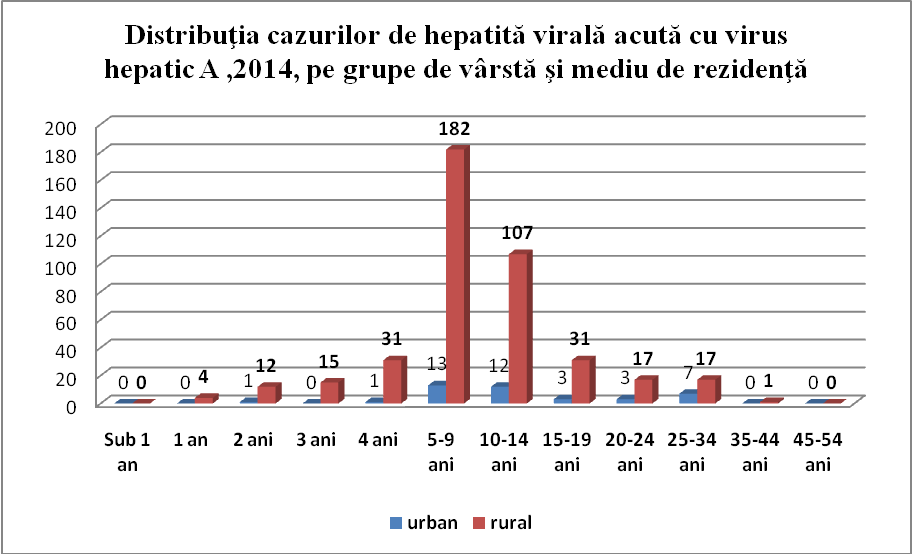 Distribuţia cazurilor de hepatită virală acută cu virus
hepatic A ,2014, pe grupe de vârstă şi mediu de rezidenţă
200
180
160
140
120
100
80
60
40
20
0
0 0
0 4
1 12
0 15
1 31
13 182
12 107
3 31
3 17
7 17
0 1
0 0
Sub 1 an
1 an
2 ani
3 ani
4 ani
5-9 ani
10-14 ani
15-19 ani
20-24 ani
25-34 ani
35-44 ani
45-54 ani
urban rural